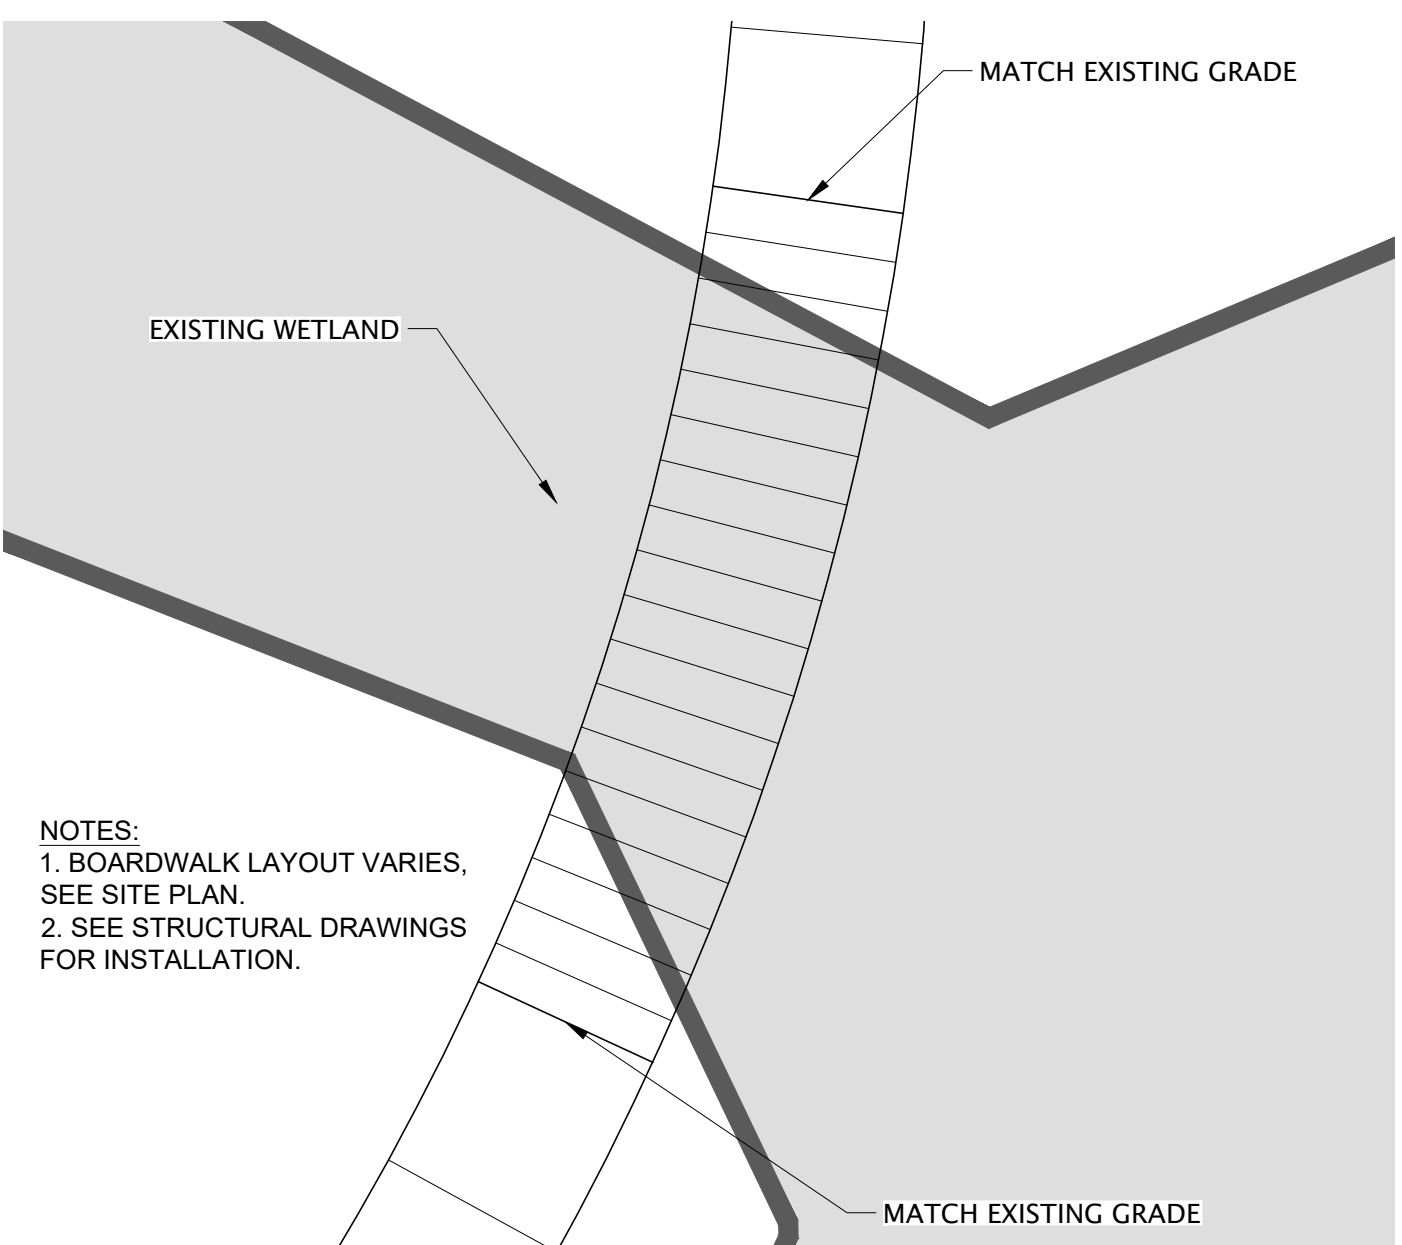 MATCH EXISTING GRADE
EXISTING WETLAND
NOTES:
1. BOARDWALK LAYOUT VARIES,
SEE SITE PLAN.
2. SEE STRUCTURAL DRAWINGS
FOR INSTALLATION.
MATCH EXISTING GRADE